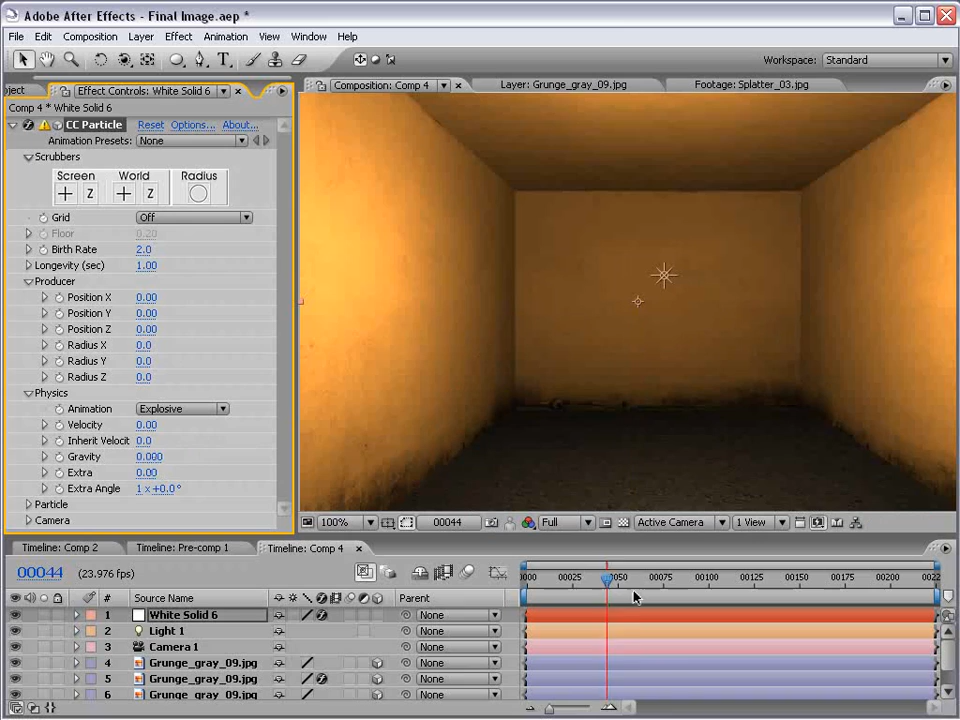 Adobe After Effects - Final Image.aep *
File Edit Composition Layer Effect Animation View Window Help
Workspace: Standard
ject Effect Controls: White Solid 6 Composition: Comp 4 Layer: Grunge_gray_09.jpg Footage: Splatter_03.jpg
Comp 4 * White Solid 6
CC Particle Reset Options... About...
Animation Presets: None
Scrubbers
Screen World Radius
Z Z
Grid Off
Floor 0.20
Birth Rate 2.0
Longevity (sec) 1.00
Producer
Position X 0.00
Position Y 0.00
Position Z 0.00
Radius X 0.0
Radius Y 0.0
Radius Z 0.0
Physics
Animation Explosive
Velocity 0.00
Inherit Velocit 0.0
Gravity 0.000
Extra 0.00
Extra Angle 1 x+0.0°
Particle
Camera
100% 00044 Full Active Camera 1 View
Timeline: Comp 2 Timeline: Pre-comp 1 Timeline: Comp 4
00044 (23.976 fps)
0000 00025 00050 00075 00100 00125 00150 00175 00200 0022
# Source Name Parent
1 White Solid 6 None
2 Light 1 None
3 Camera 1 None
4 Grunge_gray_09.jpg None
5 Grunge_gray_09.jpg None
6 Grunge_gray_09.jpg None